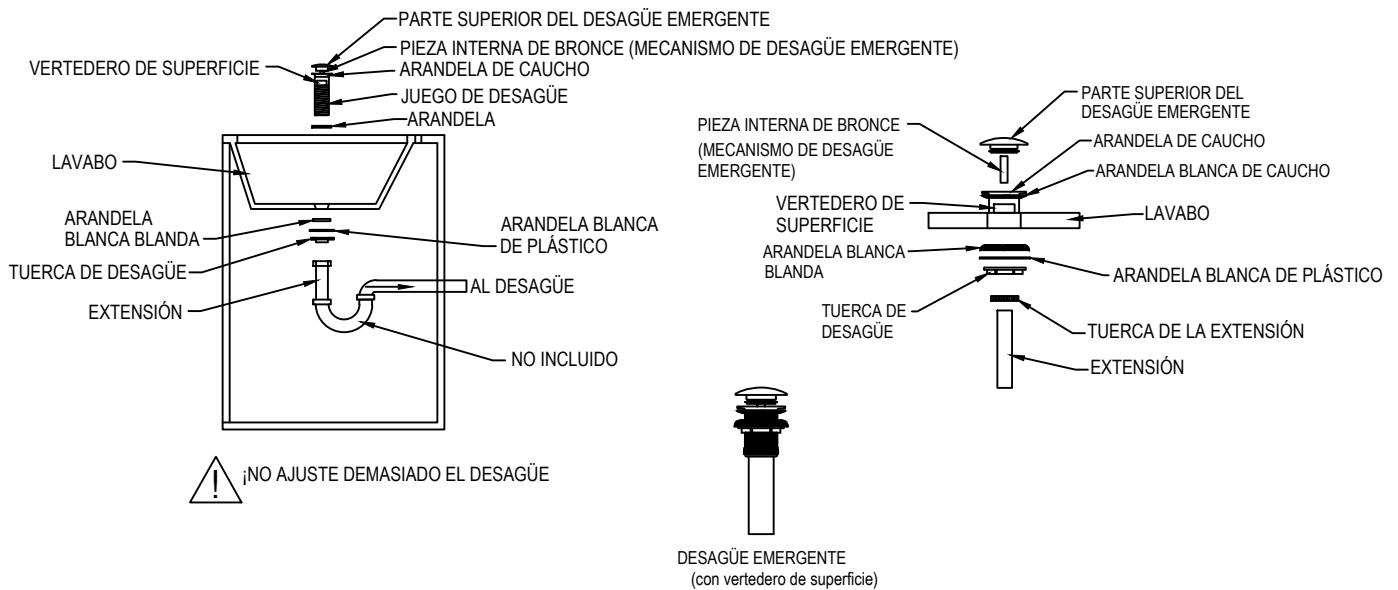 PARTE SUPERIOR DEL DESAGÜE EMERGENTE
PIEZA INTERNA DE BRONCE (MECANISMO DE DESAGÜE EMERGENTE)
VERTEDERO DE SUPERFICIE
ARANDELA DE CAUCHO
JUEGO DE DESAGÜE
ARANDELA
LAVABO
ARANDELA
BLANCA BLANDA
ARANDELA BLANCA
DE PLÁSTICO
TUERCA DE DESAGÜE
EXTENSIÓN
AL DESAGÜE
NO INCLUIDO
¡NO AJUSTE DEMASIADO EL DESAGÜE
!
PARTE SUPERIOR DEL
DESAGÜE EMERGENTE
PIEZA INTERNA DE BRONCE
(MECANISMO DE DESAGÜE
EMERGENTE)
ARANDELA DE CAUCHO
ARANDELA BLANCA DE CAUCHO
VERTEDERO DE
SUPERFICIE
LAVABO
ARANDELA BLANCA
BLANDA
ARANDELA BLANCA DE PLÁSTICO
TUERCA DE
DESAGÜE
TUERCA DE LA EXTENSIÓN
EXTENSIÓN
DESAGÜE EMERGENTE
(con vertedero de superficie)